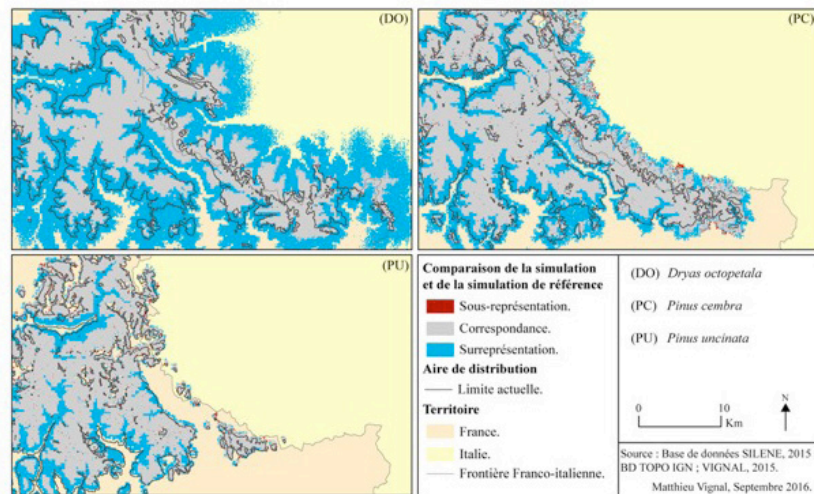 (DO)
(PC)
(PU)
Comparaison de la simulation
et de la simulation de référence
Sous-représentation.
Correspondance.
Surreprésentation.
Aire de distribution
Limite actuelle.
Territoire
France.
Italie.
Frontière Franco-italienne.
(DO) Dryas octopetala
(PC) Pinus cembra
(PU) Pinus uncinata
N
0 10
Km
Source : Base de données SILENE, 2015
BD TOPO IGN ; VIGNAL, 2015.
Matthieu Vignal, Septembre 2016.